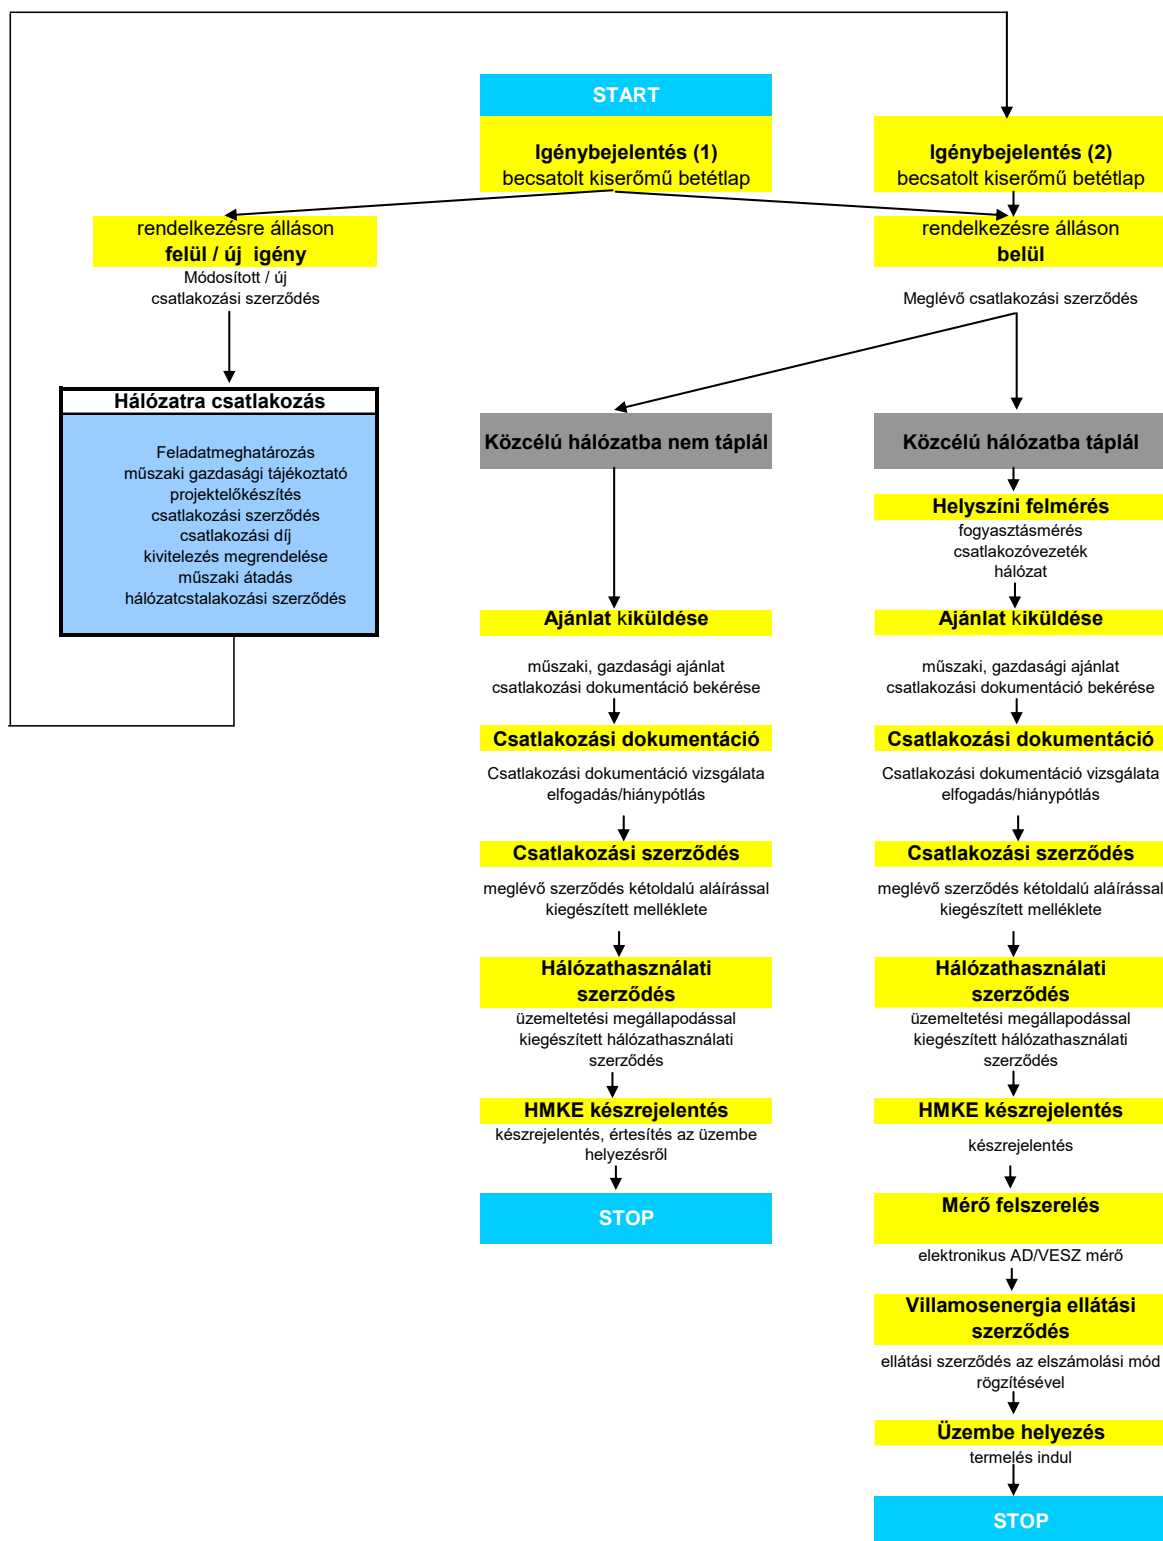 START
Igénybejelentés (1)
becsatolt kiserőmű betétlap
Igénybejelentés (2)
becsatolt kiserőmű betétlap
rendelkezésre álláson
felül / új  igény
Módosított / új
csatlakozási szerződés
rendelkezésre álláson
belül
Meglévő csatlakozási szerződés
Hálózatra csatlakozás
Feladatmeghatározás
műszaki gazdasági tájékoztató
projektelőkészítés
csatlakozási szerződés
csatlakozási díj
kivitelezés megrendelése
műszaki átadás
hálózatcstalakozási szerződés
Közcélú hálózatba nem táplál
Ajánlat kiküldése
műszaki, gazdasági ajánlat
csatlakozási dokumentáció bekérése
Csatlakozási dokumentáció
Csatlakozási dokumentáció vizsgálata
elfogadás/hiánypótlás
Csatlakozási szerződés
meglévő szerződés kétoldalú aláírással
kiegészített melléklete
Hálózathasználati
szerződés
üzemeltetési megállapodással
kiegészített hálózathasználati
szerződés
HMKE készrejelentés
készrejelentés, értesítés az üzembe
helyezésről
STOP
Közcélú hálózatba táplál
Helyszíni felmérés
fogyasztásmérés
csatlakozóvezeték
hálózat
Ajánlat kiküldése
műszaki, gazdasági ajánlat
csatlakozási dokumentáció bekérése
Csatlakozási dokumentáció
Csatlakozási dokumentáció vizsgálata
elfogadás/hiánypótlás
Csatlakozási szerződés
meglévő szerződés kétoldalú aláírással
kiegészített melléklete
Hálózathasználati
szerződés
üzemeltetési megállapodással
kiegészített hálózathasználati
szerződés
HMKE készrejelentés
készrejelentés
Mérő felszerelés
elektronikus AD/VESZ mérő
Villamosenergia ellátási
szerződés
ellátási szerződés az elszámolási mód
rögzítésével
Üzembe helyezés
termelés indul
STOP